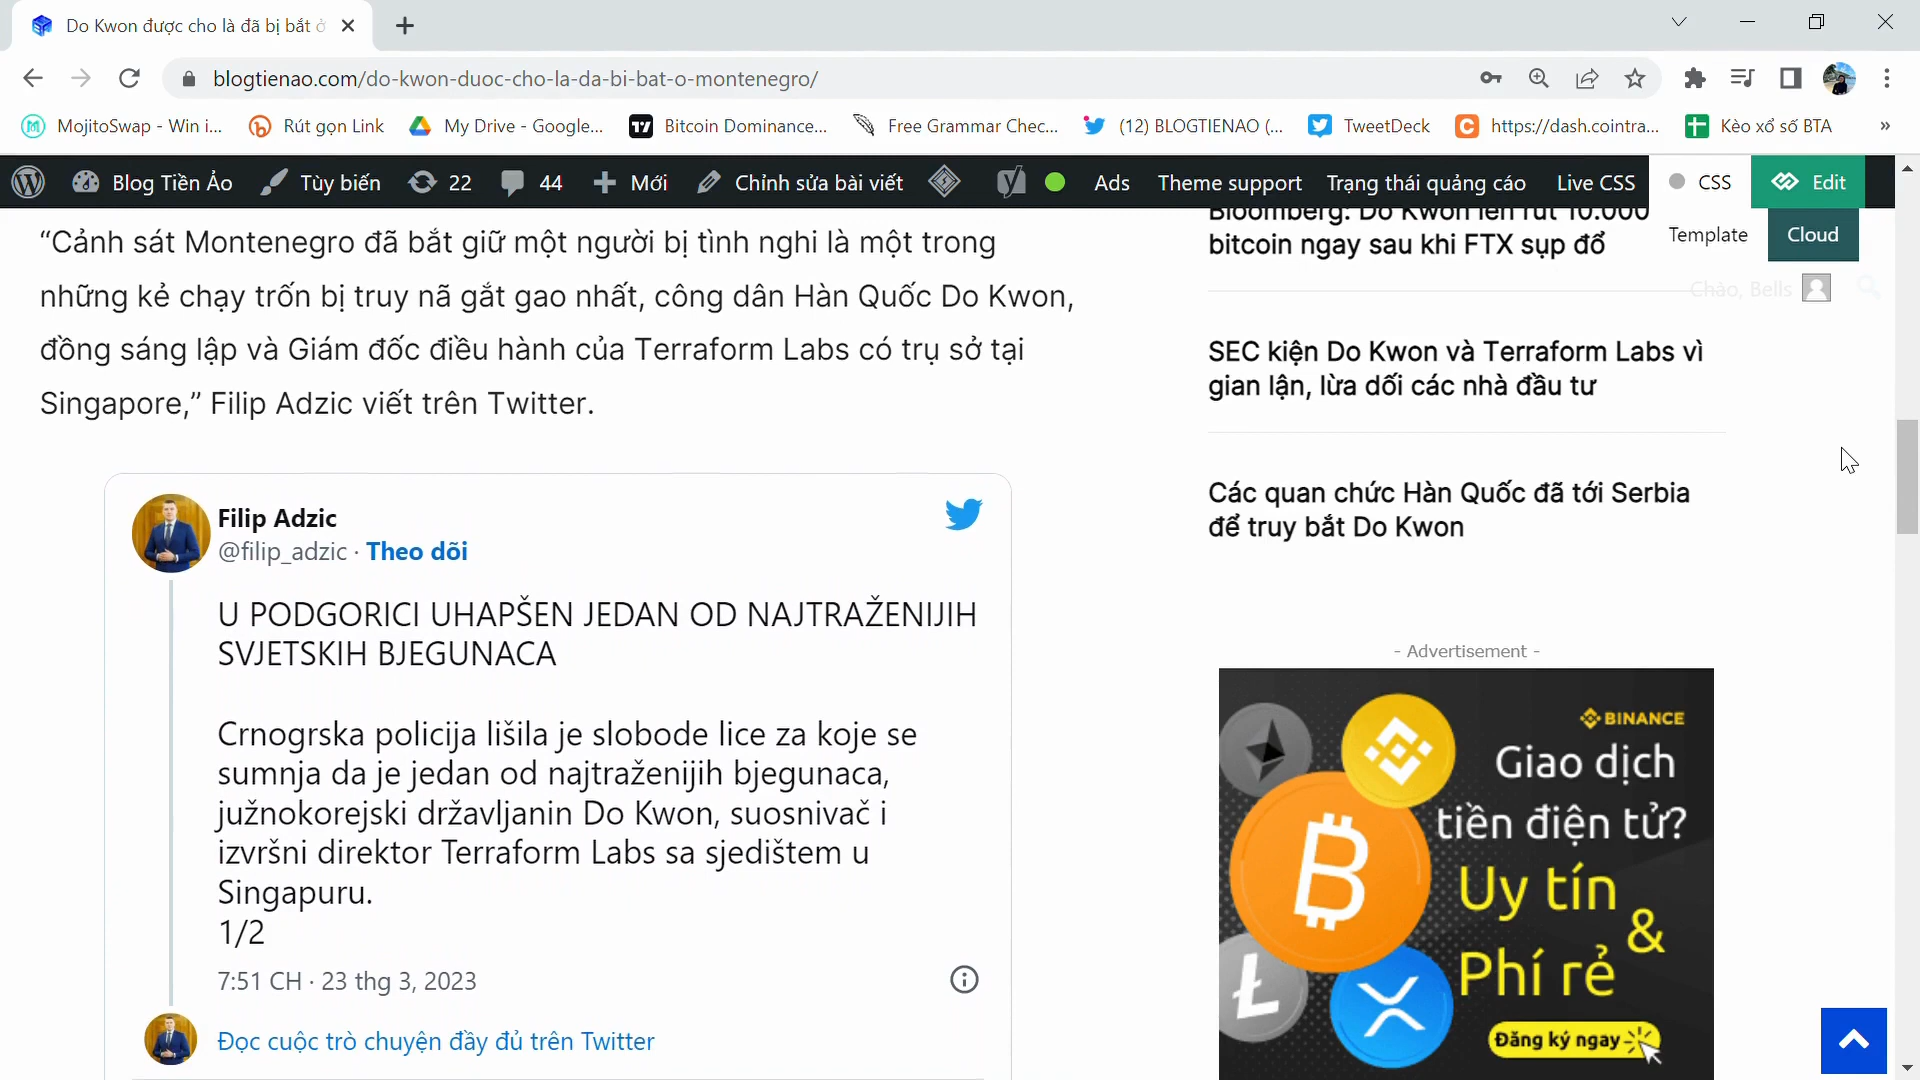 Do Kwon được cho là đã bị bắt ở
blogtienao.com/do-kwon-duoc-cho-la-da-bi-bat-o-montenegro/
MojitoSwap - Win i...
Rút gọn Link
My Drive - Google...
Bitcoin Dominance...
Free Grammar Chec...
(12) BLOGTIENAO (...
TweetDeck
https://dash.cointra...
Kèo xổ số BTA
»
Blog Tiền Ảo
Tùy biến
22
44
Mới
Chỉnh sửa bài viết
Ads
Theme support
Trạng thái quảng cáo
Live CSS
CSS
Edit
Template
Cloud
Chào, Bells
“Cảnh sát Montenegro đã bắt giữ một người bị tình nghi là một trong
những kẻ chạy trốn bị truy nã gắt gao nhất, công dân Hàn Quốc Do Kwon,
đồng sáng lập và Giám đốc điều hành của Terraform Labs có trụ sở tại
Singapore,” Filip Adzic viết trên Twitter.
Filip Adzic
@filip_adzic · Theo dõi
U PODGORICI UHAPŠEN JEDAN OD NAJTRAŽENIJIH
SVJETSKIH BJEGUNACA
Crnogrska policija lišila je slobode lice za koje se
sumnja da je jedan od najtraženijih bjegunaca,
južnokorejski državljanin Do Kwon, suosnivač i
izvršni direktor Terraform Labs sa sjedištem u
Singapuru.
1/2
7:51 CH · 23 thg 3, 2023
Đọc cuộc trò chuyện đầy đủ trên Twitter
Bloomberg: Do Kwon lén rút 10.000
bitcoin ngay sau khi FTX sụp đổ
SEC kiện Do Kwon và Terraform Labs vì
gian lận, lừa dối các nhà đầu tư
Các quan chức Hàn Quốc đã tới Serbia
để truy bắt Do Kwon
- Advertisement -
BINANCE
Giao dịch
tiền điện tử?
Uy tín
&
Phí rẻ
Đăng ký ngay